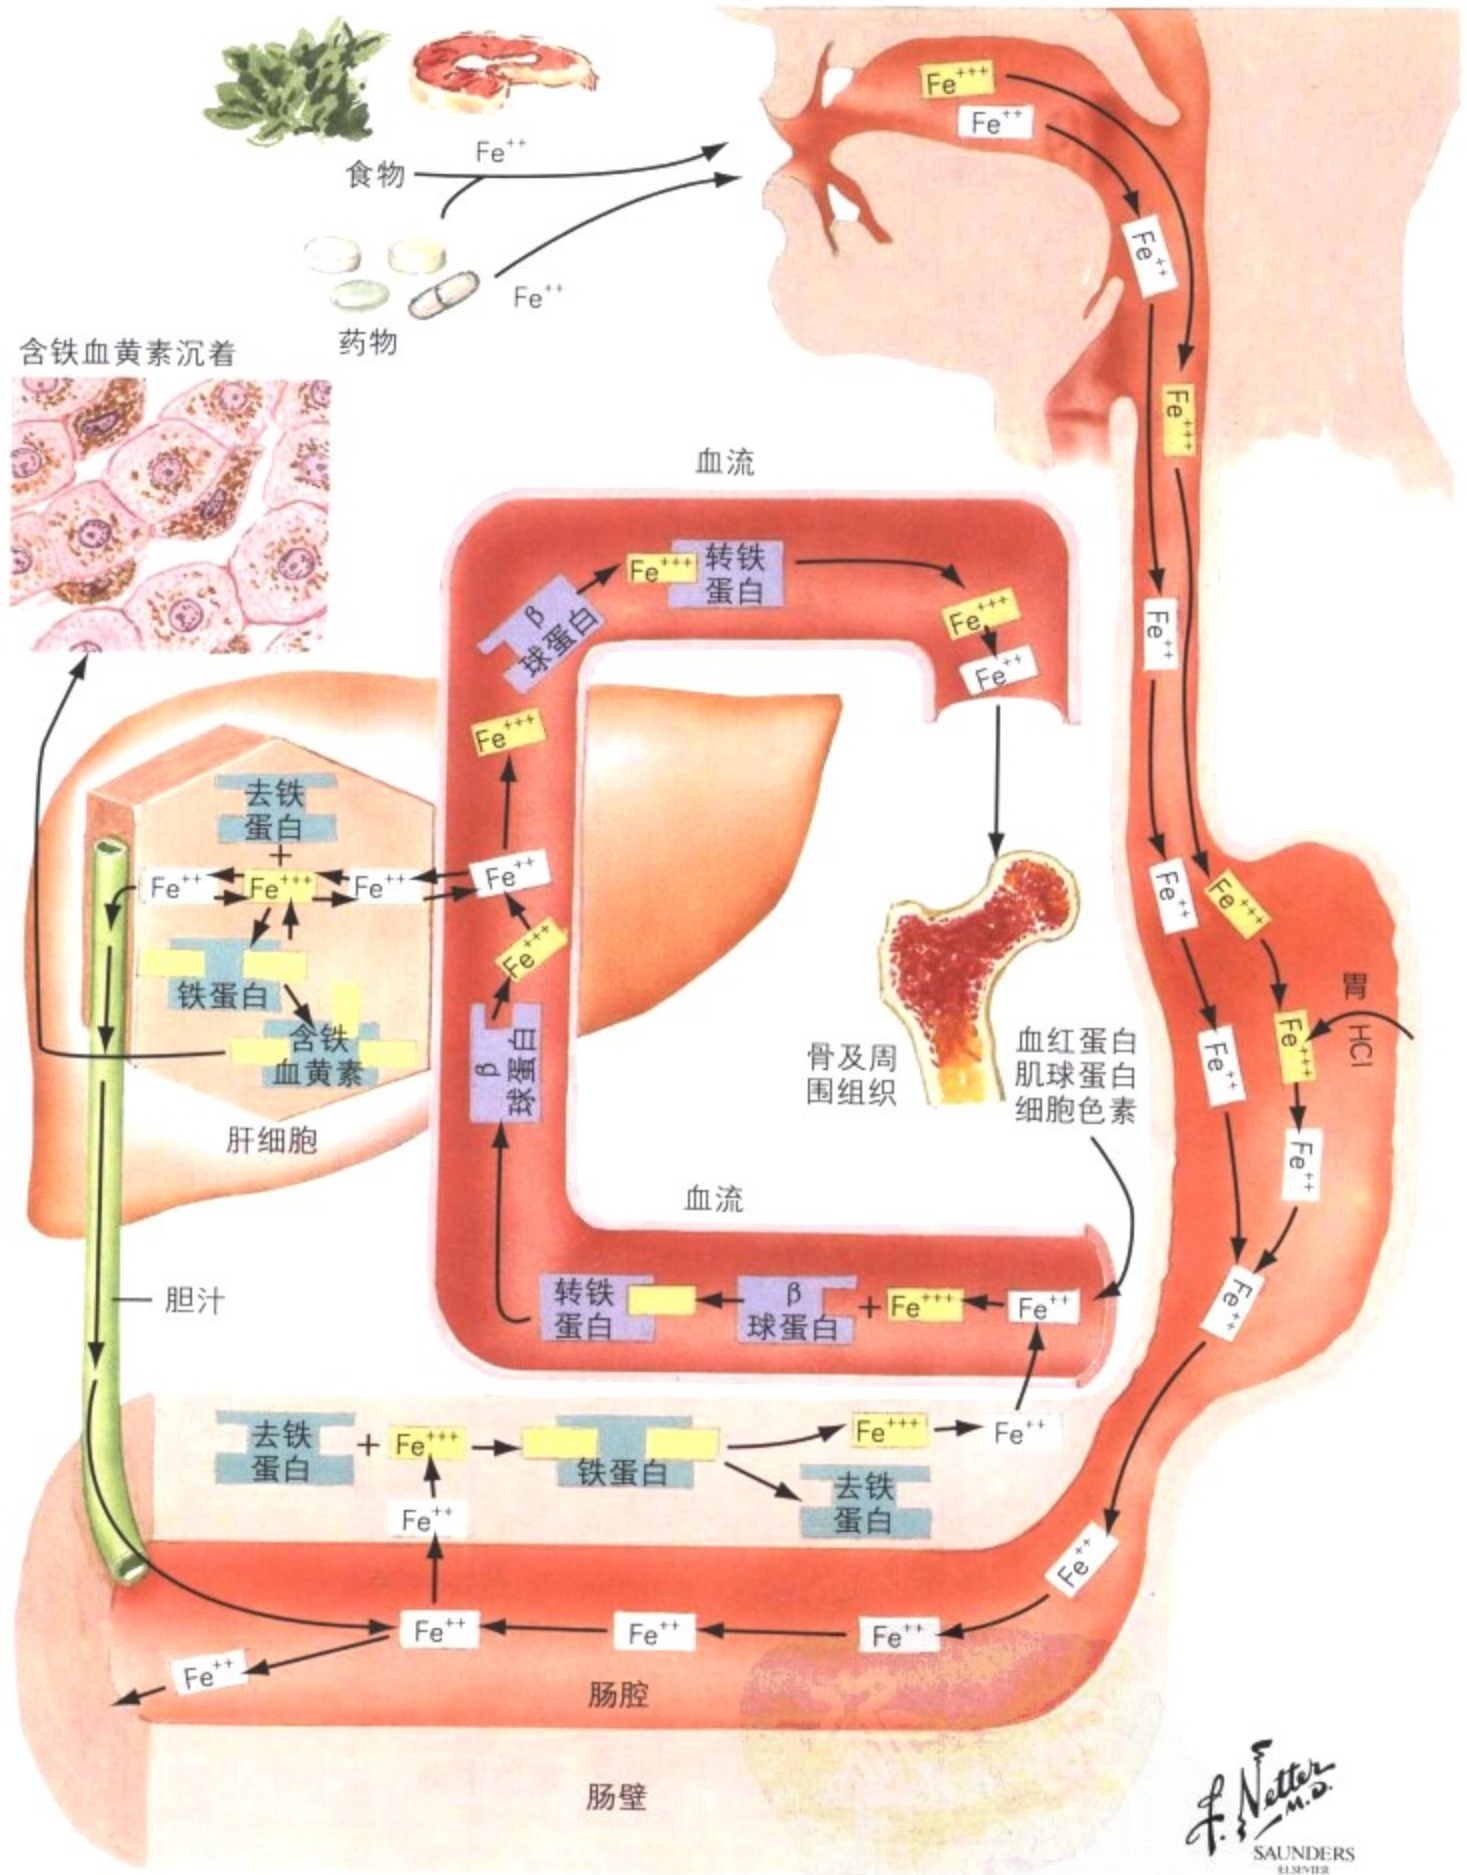 Fe+++
Fe++
食物
Fe++
Fe++
药物
Fe++
Fe+++
含铁血黄素沉着
血流
Fe+++
转铁
蛋白
β
球蛋白
Fe+++
Fe++
Fe++
Fe+++
去铁
蛋白
+
Fe++
Fe+++
Fe++
Fe++
Fe+++
铁蛋白
含铁
血黄素
肝细胞
β
球蛋白
骨及周
围组织
血红蛋白
肌球蛋白
细胞色素
Fe++
Fe+++
胃
HCl
Fe++
Fe+++
Fe++
血流
胆汁
转铁
蛋白
β
球蛋白
+
Fe+++
Fe++
Fe++
去铁
蛋白
+
Fe+++
铁蛋白
Fe+++
Fe++
去铁
蛋白
Fe++
Fe++
Fe++
Fe++
Fe++
Fe++
肠腔
肠壁
F. Netter
M.D.
SAUNDERS
ELSEVIER